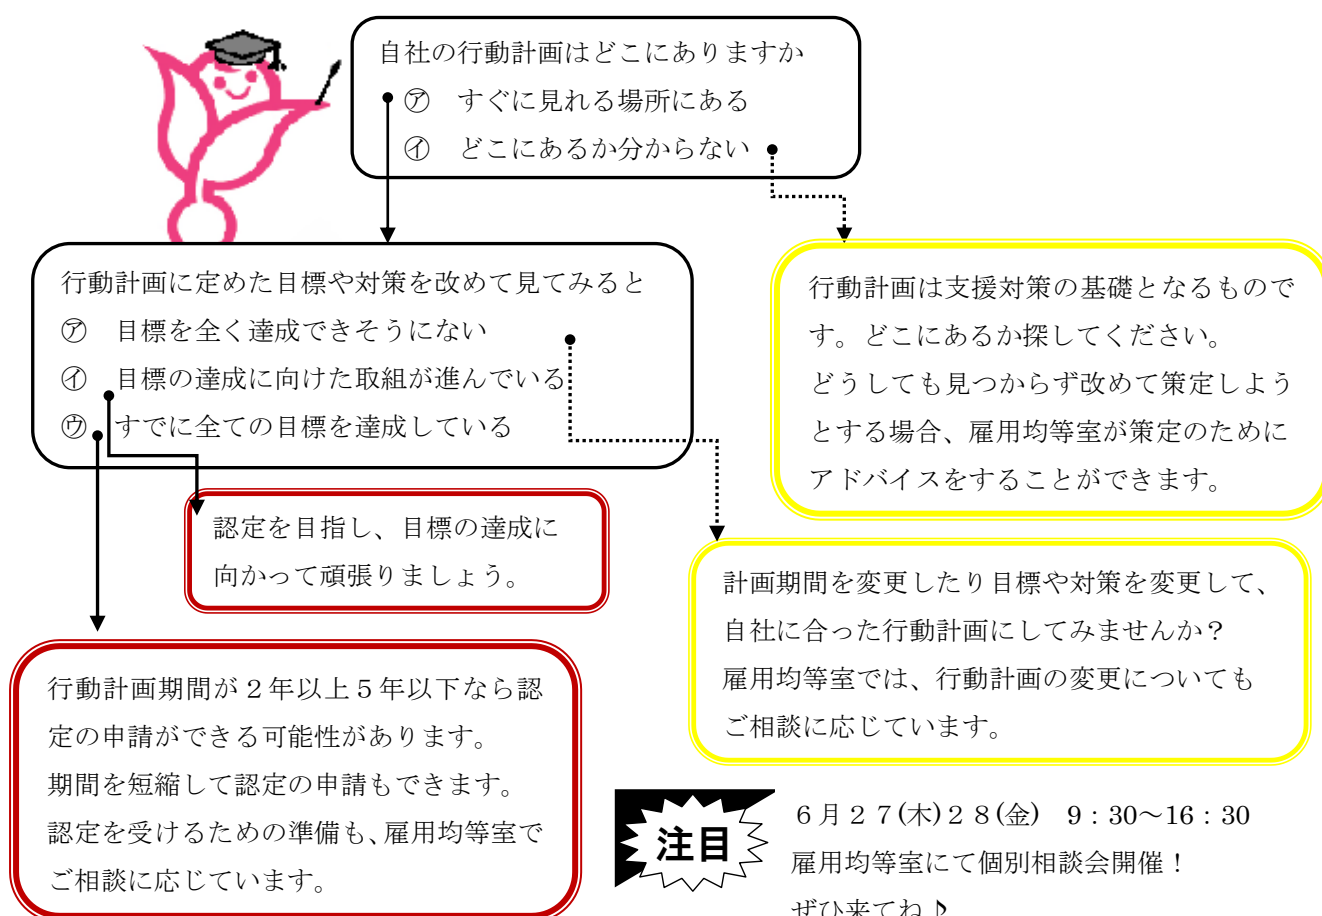 自社の行動計画はどこにありますか
㋐ すぐに見れる場所にある
㋑ どこにあるか分からない
行動計画に定めた目標や対策を改めて見てみると
㋐ 目標を全く達成できそうにない
㋑ 目標の達成に向けた取組が進んでいる
㋒ すでに全ての目標を達成している
行動計画は支援対策の基礎となるもので
す。どこにあるか探してください。
どうしても見つからず改めて策定しよう
とする場合、雇用均等室が策定のために
アドバイスをすることができます。
認定を目指し、目標の達成に
向かって頑張りましょう。
計画期間を変更したり目標や対策を変更して、
自社に合った行動計画にしてみませんか？
雇用均等室では、行動計画の変更についても
ご相談に応じています。
行動計画期間が２年以上５年以下なら認
定の申請ができる可能性があります。
期間を短縮して認定の申請もできます。
認定を受けるための準備も、雇用均等室で
ご相談に応じています。
注目
６月２７(木)２８(金) 9：30～16：30
雇用均等室にて個別相談会開催！
ぜひ来てね♪